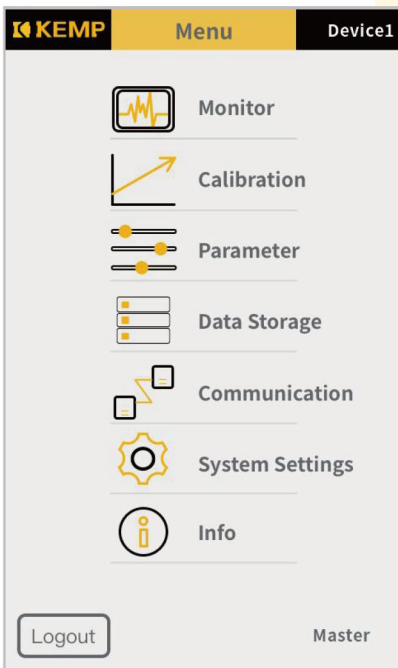 KEMP Menu Device1
Monitor
Calibration
Parameter
Data Storage
Communication
System Settings
Info
Logout Master